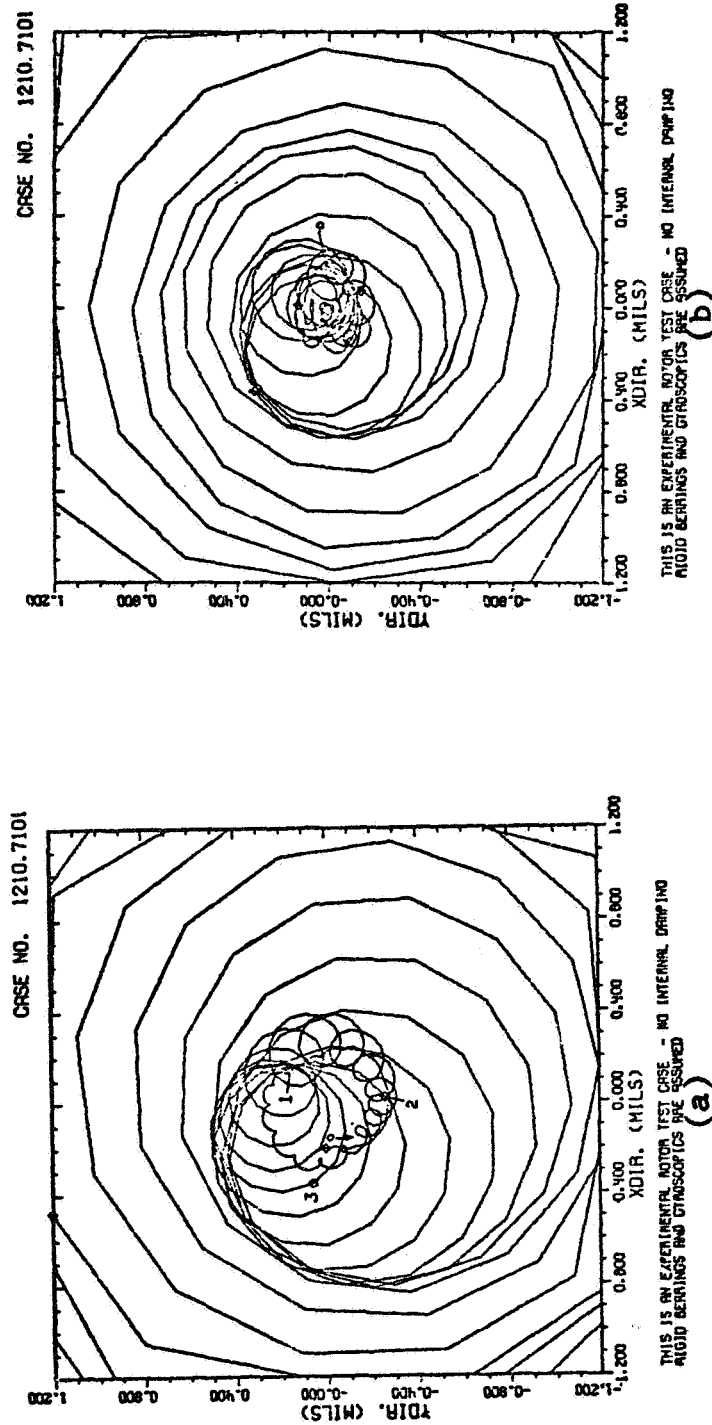 CASE NO. 1210.7101
YDIR. (MILS)
1.200
0.800
0.400
-0.000
-0.400
-0.800
-1.200
1
2
3
-1.200
0.800
0.400
0.000
0.400
0.800
1.200
XDIR. (MILS)
THIS IS AN EXPERIMENTAL ROTOR TEST CASE - NO INTERNAL DAMPING
RIGID BEARINGS AND GYROSCOPICS ARE ASSUMED
(a)
CASE NO. 1210.7101
YDIR. (MILS)
1.200
0.800
0.400
-0.000
-0.400
-0.800
-1.200
-1.200
0.800
0.400
0.000
0.400
0.800
1.200
XDIR. (MILS)
THIS IS AN EXPERIMENTAL ROTOR TEST CASE - NO INTERNAL DAMPING
RIGID BEARINGS AND GYROSCOPICS ARE ASSUMED
(b)